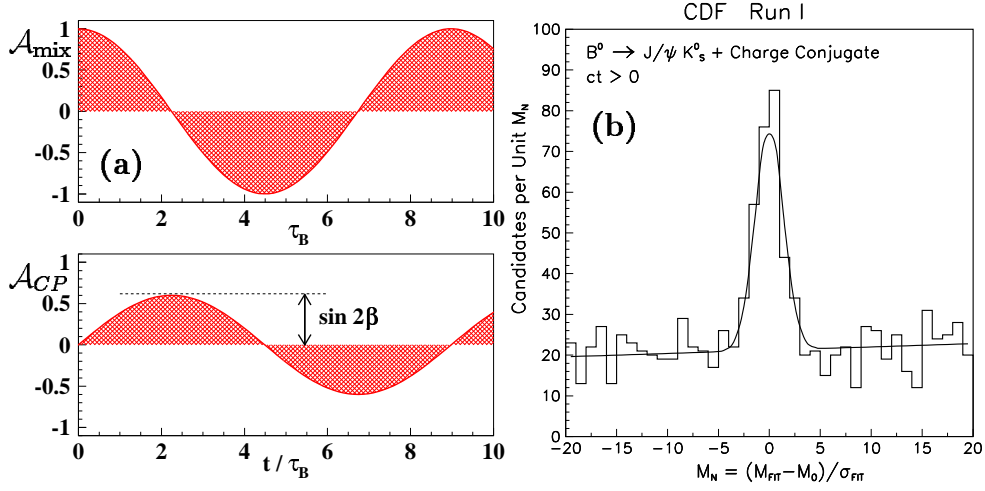 𝒜mix
1
0.5
0
-0.5
-1
(a)
0 2 4 6 8 10
τB
𝒜CP
1
0.5
0
-0.5
-1
sin 2β
0 2 4 6 8 10
t / τB
CDF Run I
Candidates per Unit MN
100
90
80
70
60
50
40
30
20
10
0
B⁰ → J/ψ K⁰S + Charge Conjugate
ct > 0
(b)
-20 -15 -10 -5 0 5 10 15 20
MN = (MFIT-M0)/σFIT